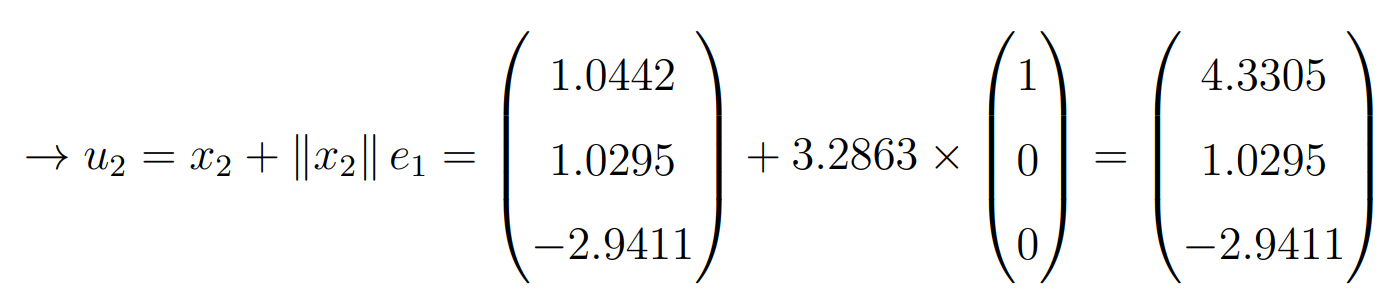 → u₂ = x₂ + ‖x₂‖ e₁ = (1.0442 1.0295 −2.9411) + 3.2863 × (1 0 0) = (4.3305 1.0295 −2.9411)